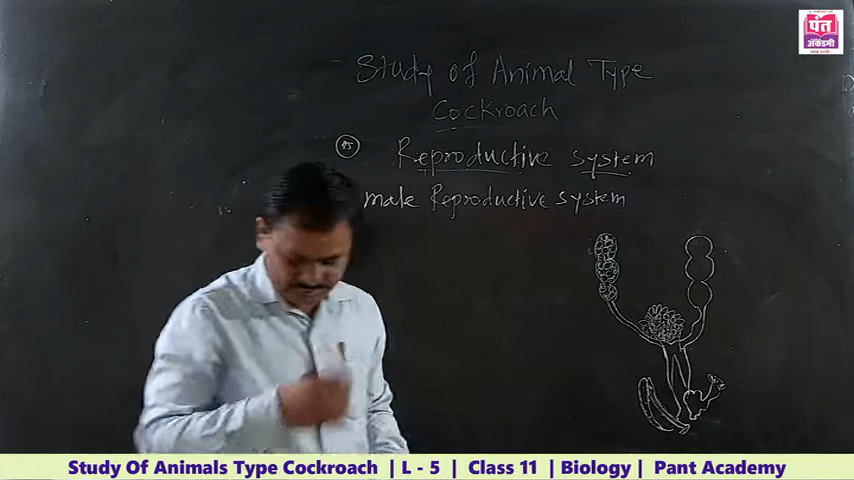 पंत
अॅकॅडमी
Study of Animal Type
Cockroach
Reproductive system
male Reproductive system
Study Of Animals Type Cockroach | L - 5 | Class 11 | Biology | Pant Academy